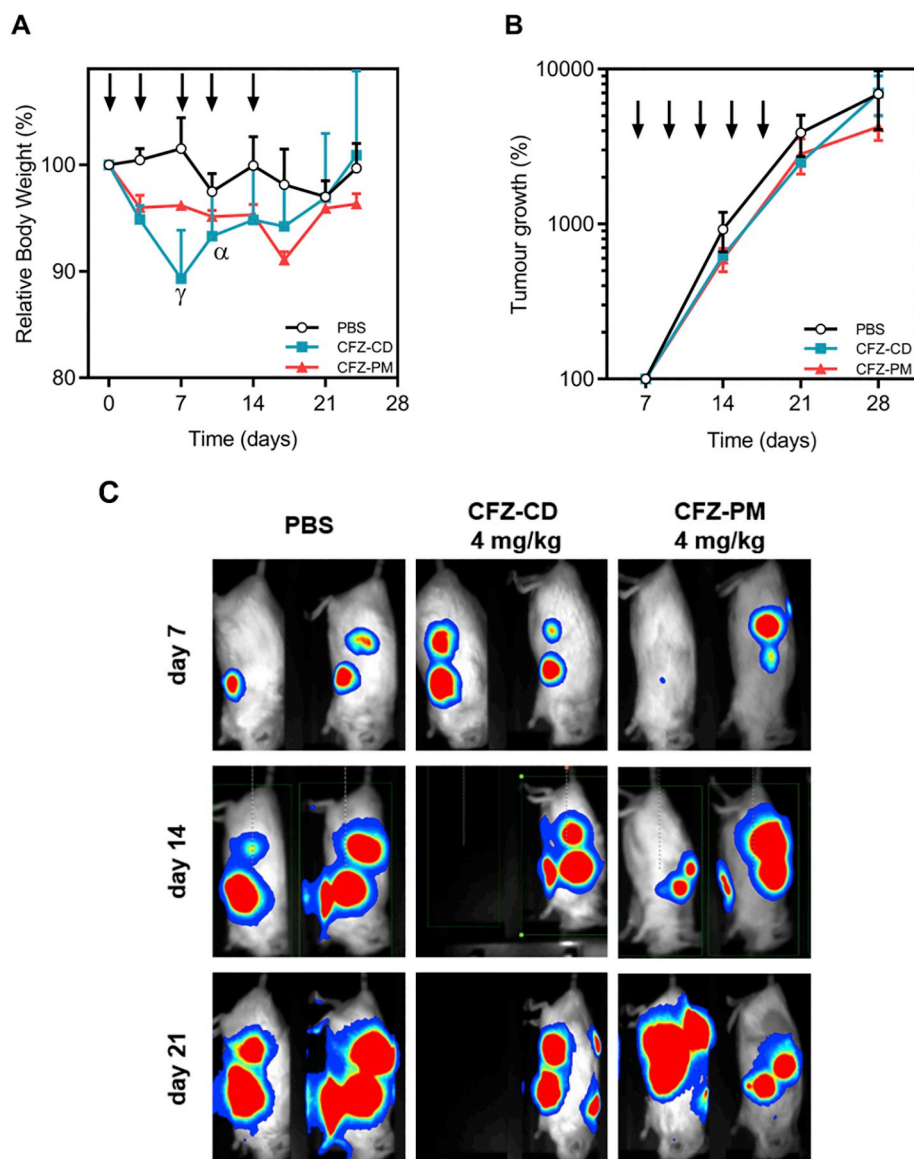 A
Relative Body Weight (%)
100
90
80
γ
α
PBS
CFZ-CD
CFZ-PM
0 7 14 21 28
Time (days)
B
Tumour growth (%)
10000
1000
100
PBS
CFZ-CD
CFZ-PM
7 14 21 28
Time (days)
C
PBS
CFZ-CD
4 mg/kg
CFZ-PM
4 mg/kg
day 7
day 14
day 21